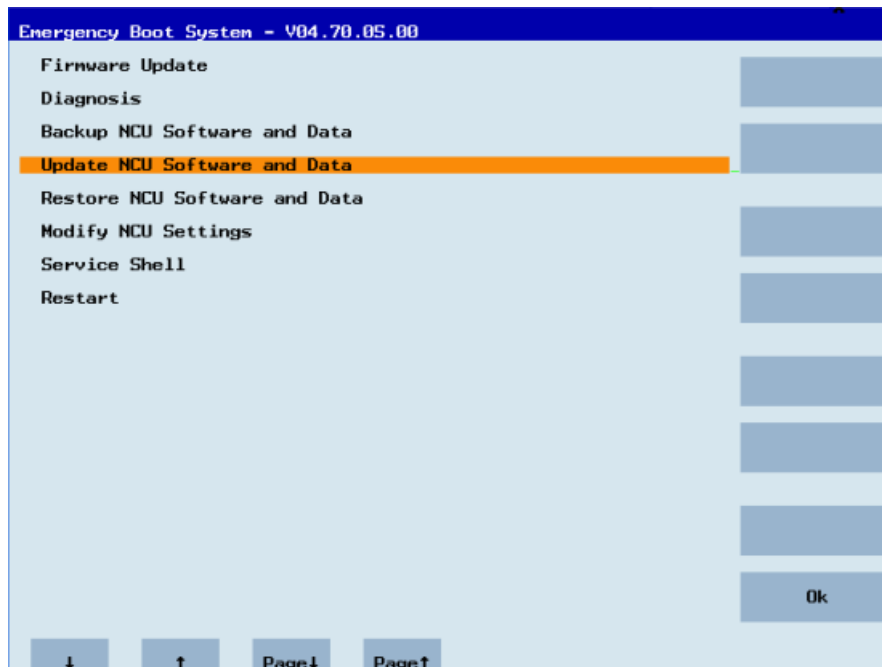 Emergency Boot System - V04.70.05.00
Firmware Update
Diagnosis
Backup NCU Software and Data
Update NCU Software and Data
Restore NCU Software and Data
Modify NCU Settings
Service Shell
Restart
Ok
↓ ↑ Page↓ Page↑